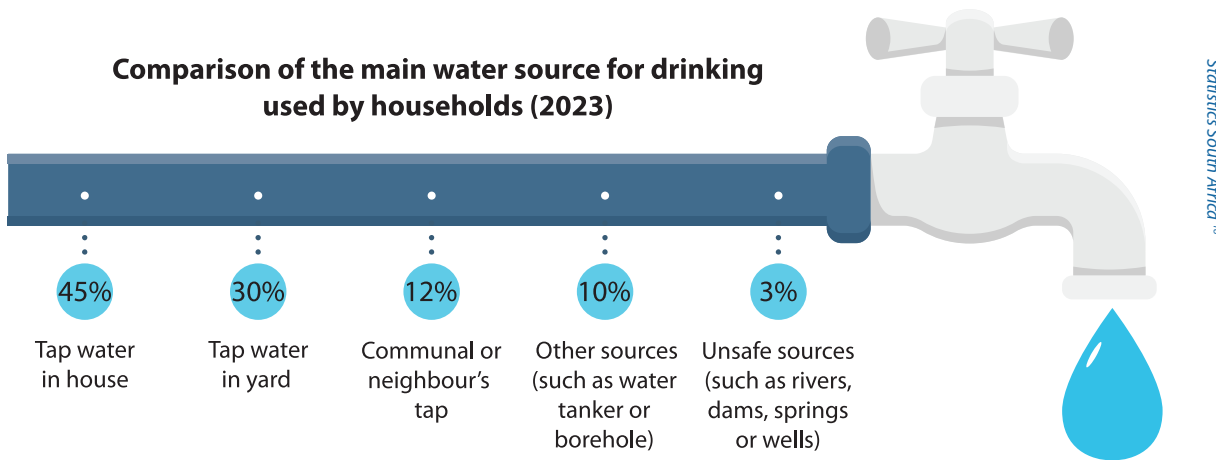 Comparison of the main water source for drinking
used by households (2023)
45%
Tap water
in house
30%
Tap water
in yard
12%
Communal or
neighbour's
tap
10%
Other sources
(such as water
tanker or
borehole)
3%
Unsafe sources
(such as rivers,
dams, springs
or wells)
Statistics South Africa